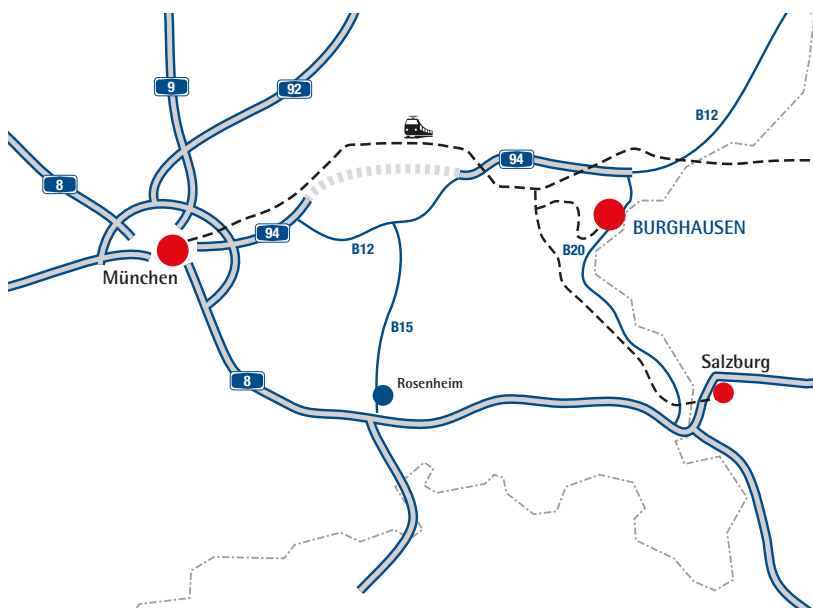 9
92
B12
94
8
BURGHAUSEN
94
B12
B20
München
B15
Salzburg
8
Rosenheim